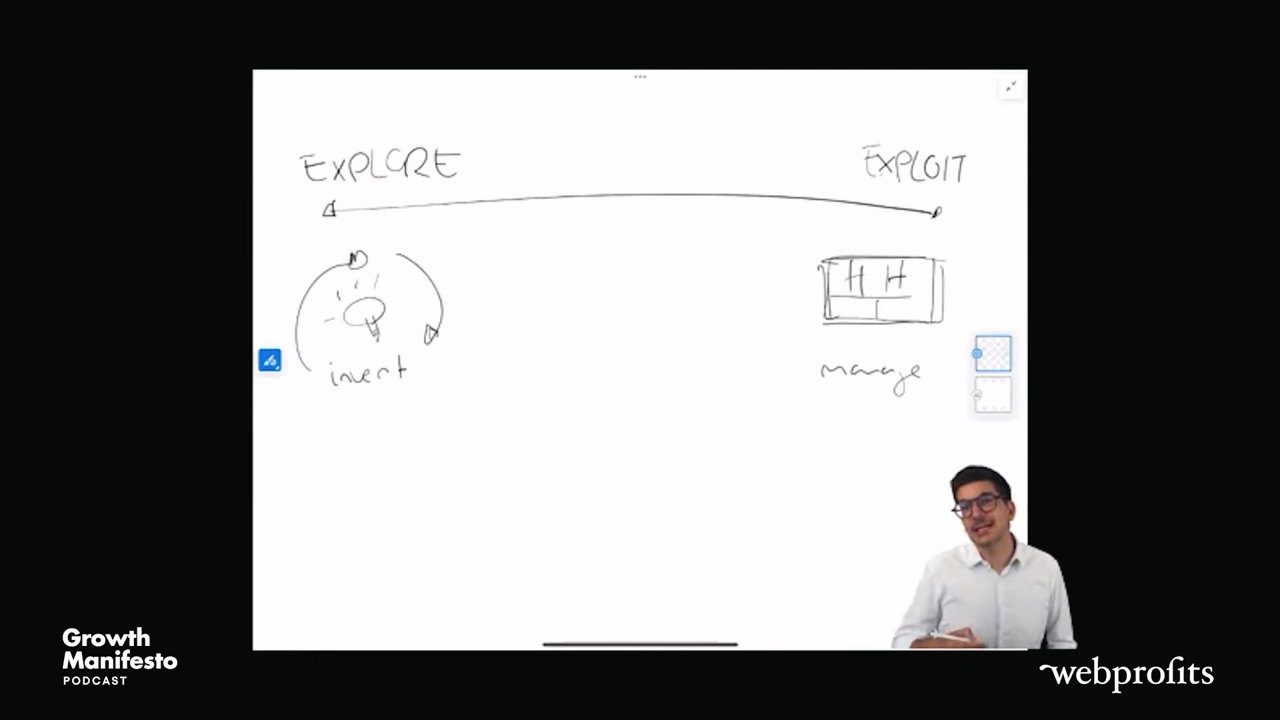 EXPLORE
EXPLOIT
invent
manage
Growth
Manifesto
PODCAST
webprofits